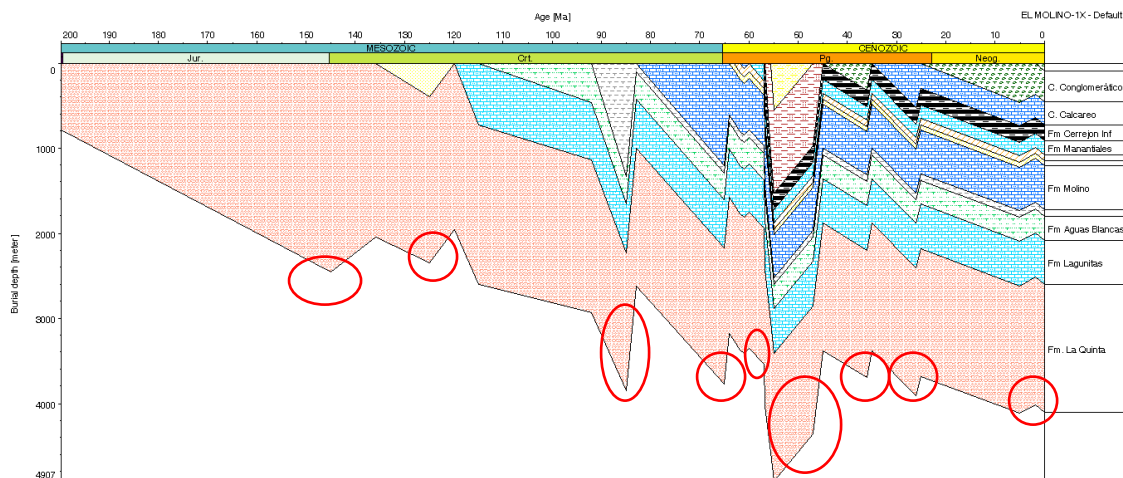 Age [Ma]
EL MOLINO-1X - Default
200 190 180 170 160 150 140 130 120 110 100 90 80 70 60 50 40 30 20 10 0
MESOZOIC CENOZOIC
Jur. Crt. Pg. Neog.
0
1000
2000
3000
4000
4907
Burial depth [meter]
C. Conglomerático
C. Calcareo
Fm Cerrejon Inf
Fm Manantiales
Fm Molino
Fm Aguas Blancas
Fm Lagunitas
Fm. La Quinta